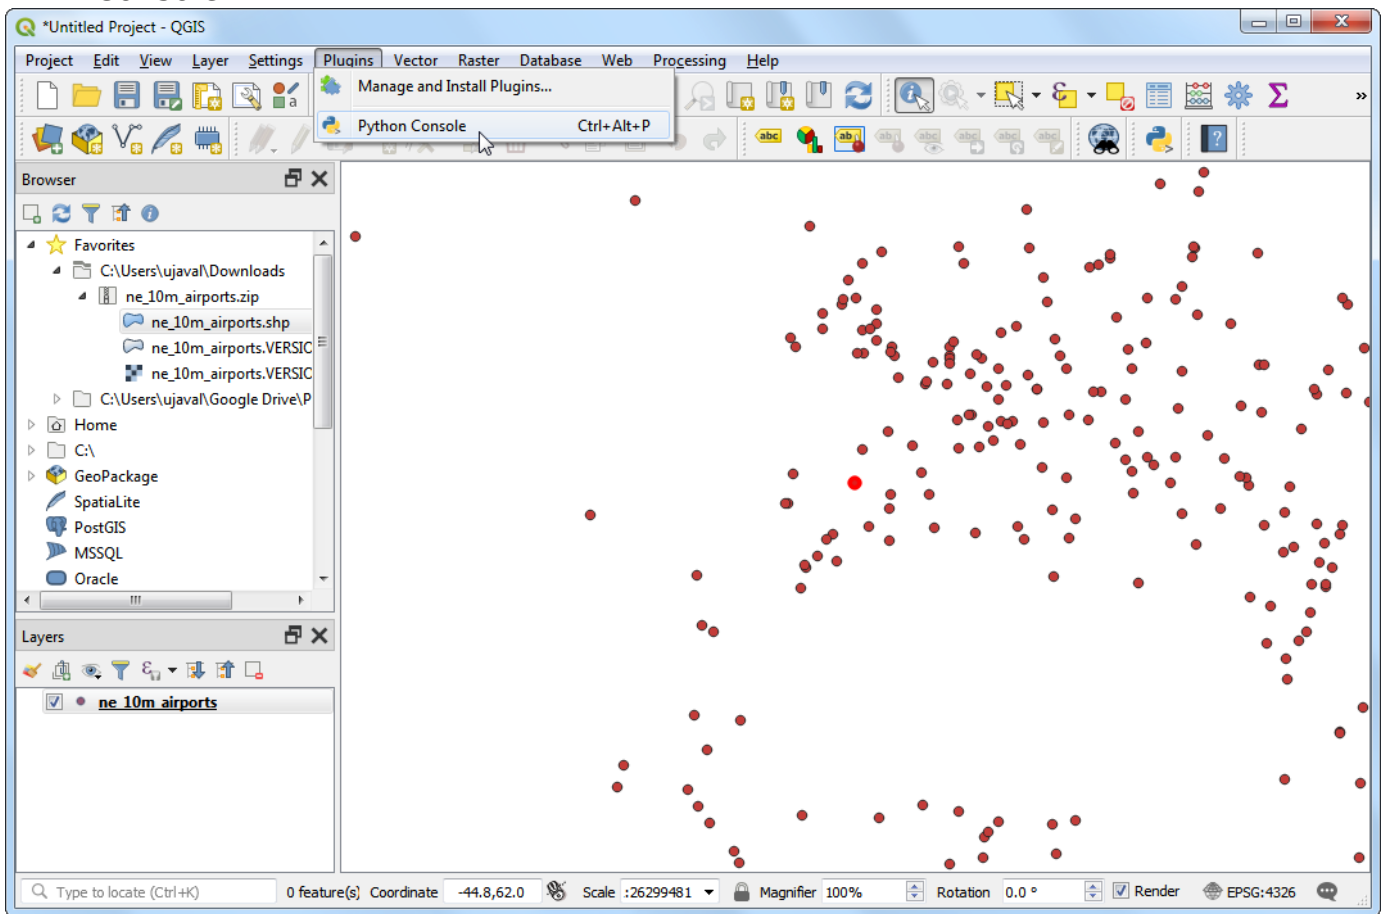 *Untitled Project - QGIS
Project Edit View Layer Settings Plugins Vector Raster Database Web Processing Help
Manage and Install Plugins...
Python Console Ctrl+Alt+P
Browser
Favorites
C:\Users\ujaval\Downloads
ne_10m_airports.zip
ne_10m_airports.shp
ne_10m_airports.VERSIC
ne_10m_airports.VERSIC
C:\Users\ujaval\Google Drive\P
Home
C:\
GeoPackage
SpatiaLite
PostGIS
MSSQL
Oracle
Layers
ne_10m_airports
Type to locate (Ctrl+K) 0 feature(s) Coordinate -44.8,62.0 Scale :26299481 Magnifier 100% Rotation 0.0 ° Render EPSG:4326